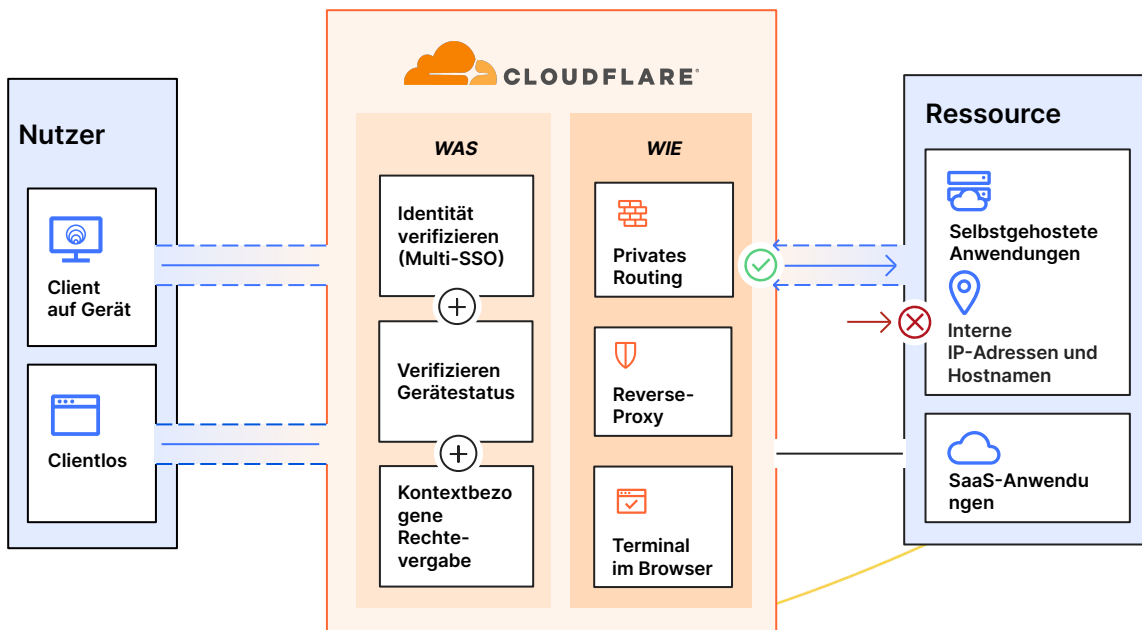 Nutzer
Client
auf Gerät
Clientlos
CLOUDFLARE
WAS
Identität
verifizieren
(Multi-SSO)
Verifizieren
Gerätestatus
Kontextbezo
gene
Rechte-
vergabe
WIE
Privates
Routing
Reverse-
Proxy
Terminal
im Browser
Ressource
Selbstgehostete
Anwendungen
Interne
IP-Adressen und
Hostnamen
SaaS-Anwendu
ngen